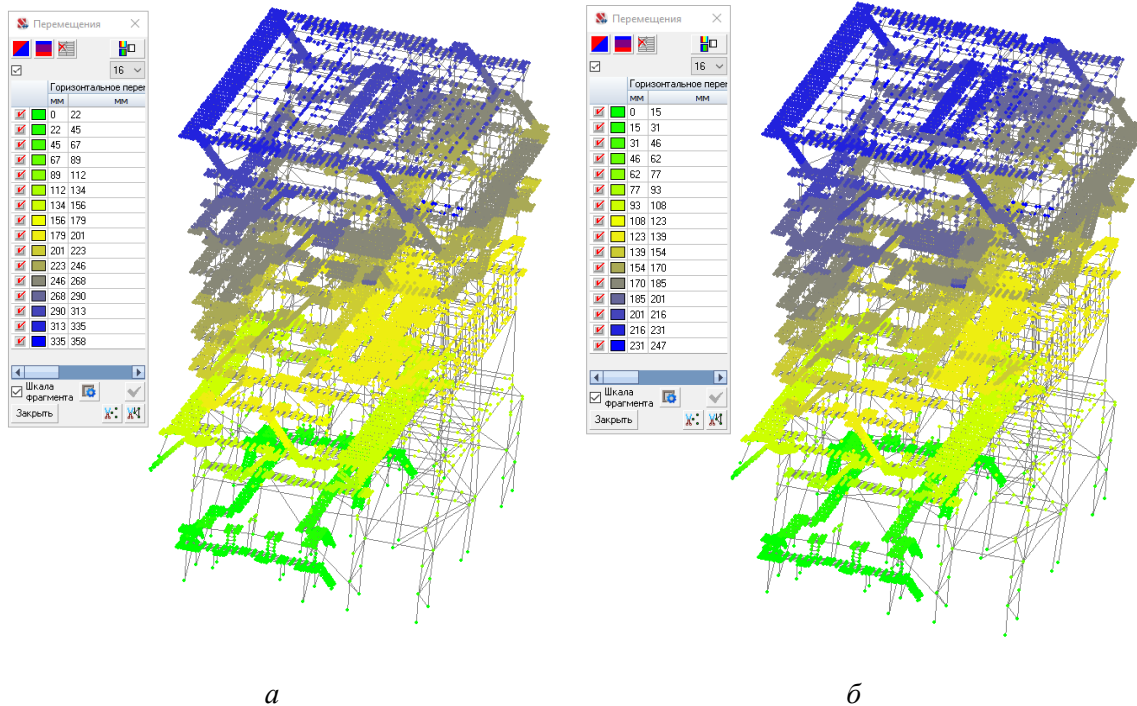 Перемещения
16
Горизонтальное перем
мм мм
0 22
22 45
45 67
67 89
89 112
112 134
134 156
156 179
179 201
201 223
223 246
246 268
268 290
290 313
313 335
335 358
Шкала
фрагмента
Закрыть
а
Перемещения
16
Горизонтальное перем
мм мм
0 15
15 31
31 46
46 62
62 77
77 93
93 108
108 123
123 139
139 154
154 170
170 185
185 201
201 216
216 231
231 247
Шкала
фрагмента
Закрыть
б